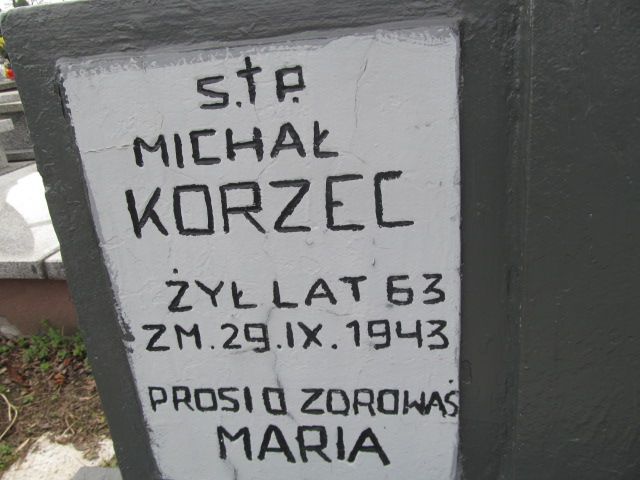 Ś.†P.
MICHAŁ
KORZEC
ŻYŁ LAT 63
ZM. 29.IX.1943
PROSI O ZDROWAŚ
MARIA